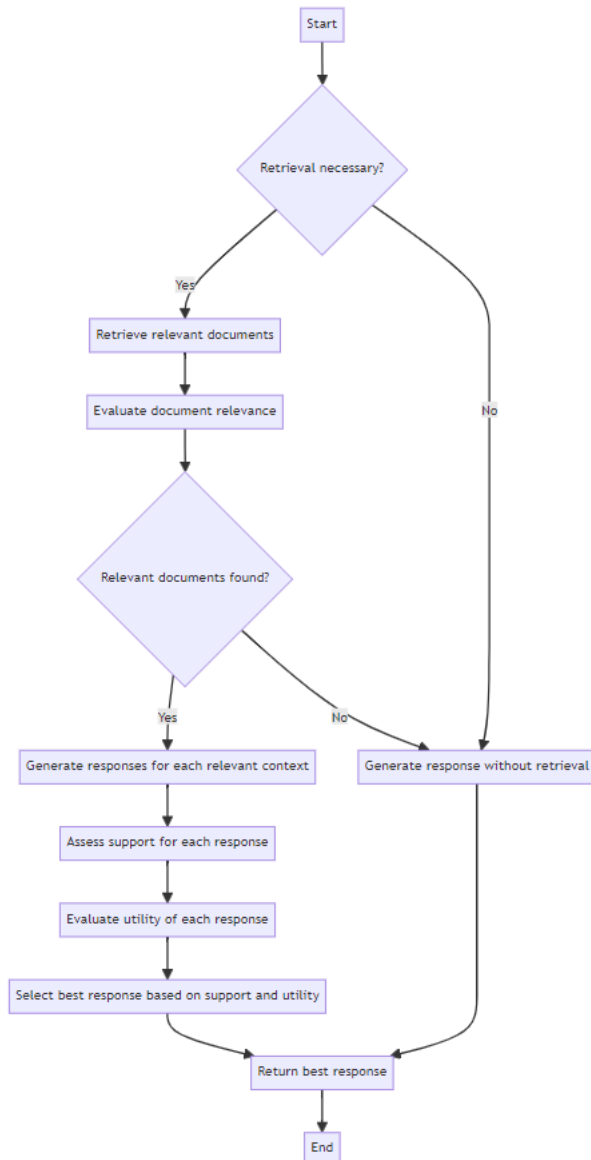 Start
Retrieval necessary?
Yes
Retrieve relevant documents
Evaluate document relevance
No
Relevant documents found?
Yes
No
Generate responses for each relevant context
Generate response without retrieval
Assess support for each response
Evaluate utility of each response
Select best response based on support and utility
Return best response
End